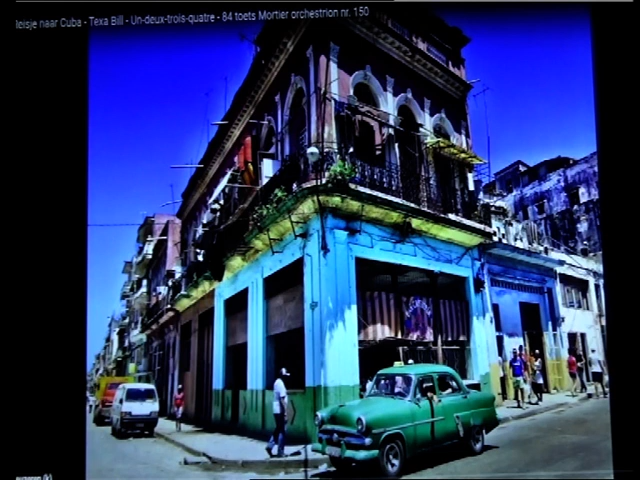 leisje naar Cuba - Texa Bill - Un-deux-trois-quatre - 84 toets Mortier orchestrion nr. 150